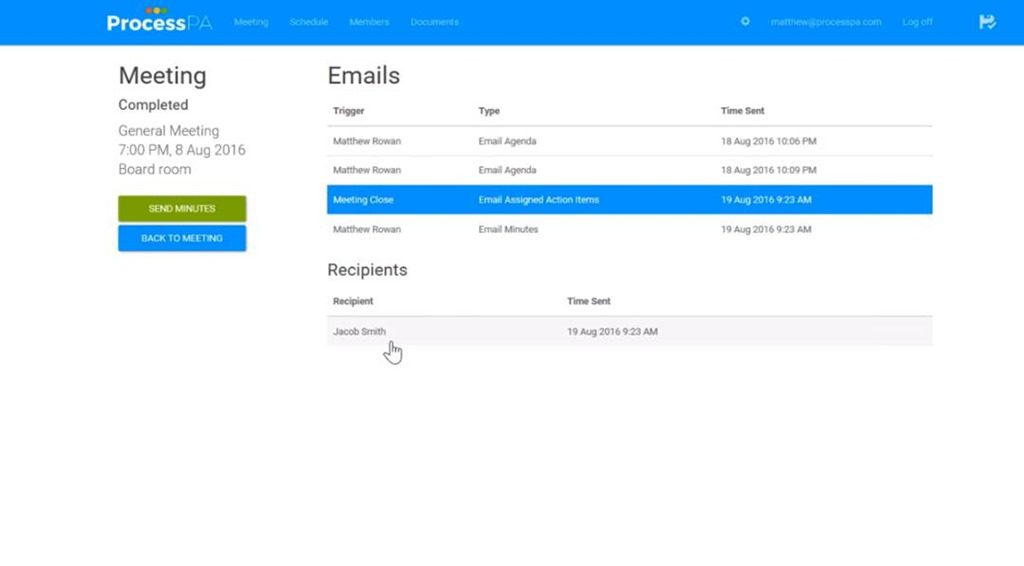 ProcessPA Meeting Schedule Members Documents matthew@processpa.com Log off
Meeting
Completed
General Meeting
7:00 PM, 8 Aug 2016
Board room
SEND MINUTES
BACK TO MEETING
Emails
Trigger Type Time Sent
Matthew Rowan Email Agenda 18 Aug 2016 10:06 PM
Matthew Rowan Email Agenda 18 Aug 2016 10:09 PM
Meeting Close Email Assigned Action Items 19 Aug 2016 9:23 AM
Matthew Rowan Email Minutes 19 Aug 2016 9:23 AM
Recipients
Recipient Time Sent
Jacob Smith 19 Aug 2016 9:23 AM